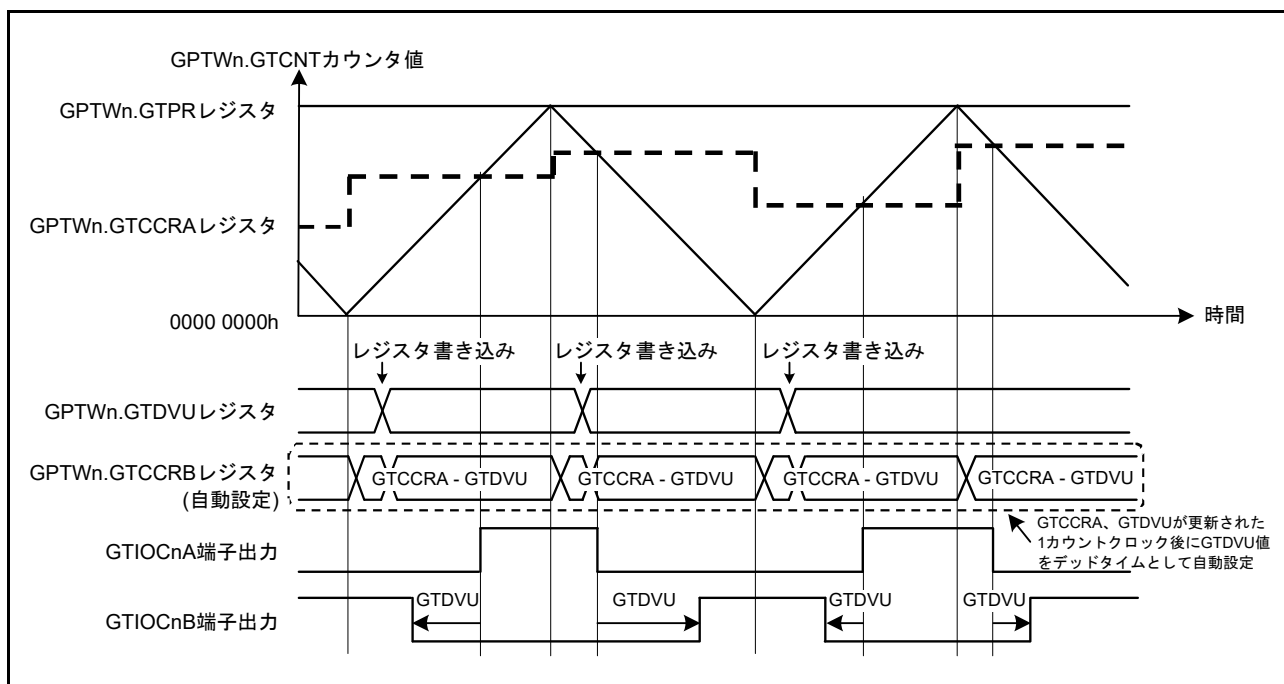 GPTWn.GTCNTカウンタ値
GPTWn.GTPRレジスタ
GPTWn.GTCCRAレジスタ
0000 0000h
時間
レジスタ書き込み
レジスタ書き込み
レジスタ書き込み
GPTWn.GTDVUレジスタ
GPTWn.GTCCRBレジスタ
(自動設定)
GTCCRA - GTDVU
GTCCRA - GTDVU
GTCCRA - GTDVU
GTCCRA - GTDVU
GTCCRA、GTDVUが更新された
1カウントクロック後にGTDVU値
をデッドタイムとして自動設定
GTIOCnA端子出力
GTDVU
GTDVU
GTDVU
GTDVU
GTIOCnB端子出力